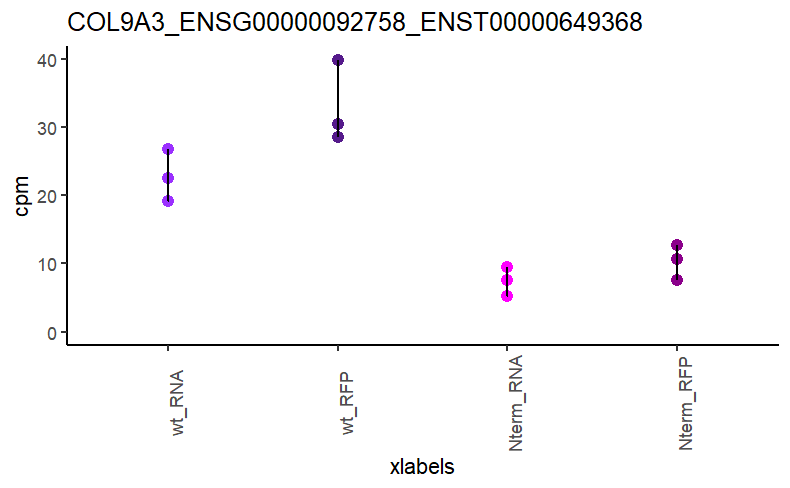 COL9A3_ENSG00000092758_ENST00000649368
40
30
20
10
0
cpm
wt_RNA
wt_RFP
Nterm_RNA
Nterm_RFP
xlabels